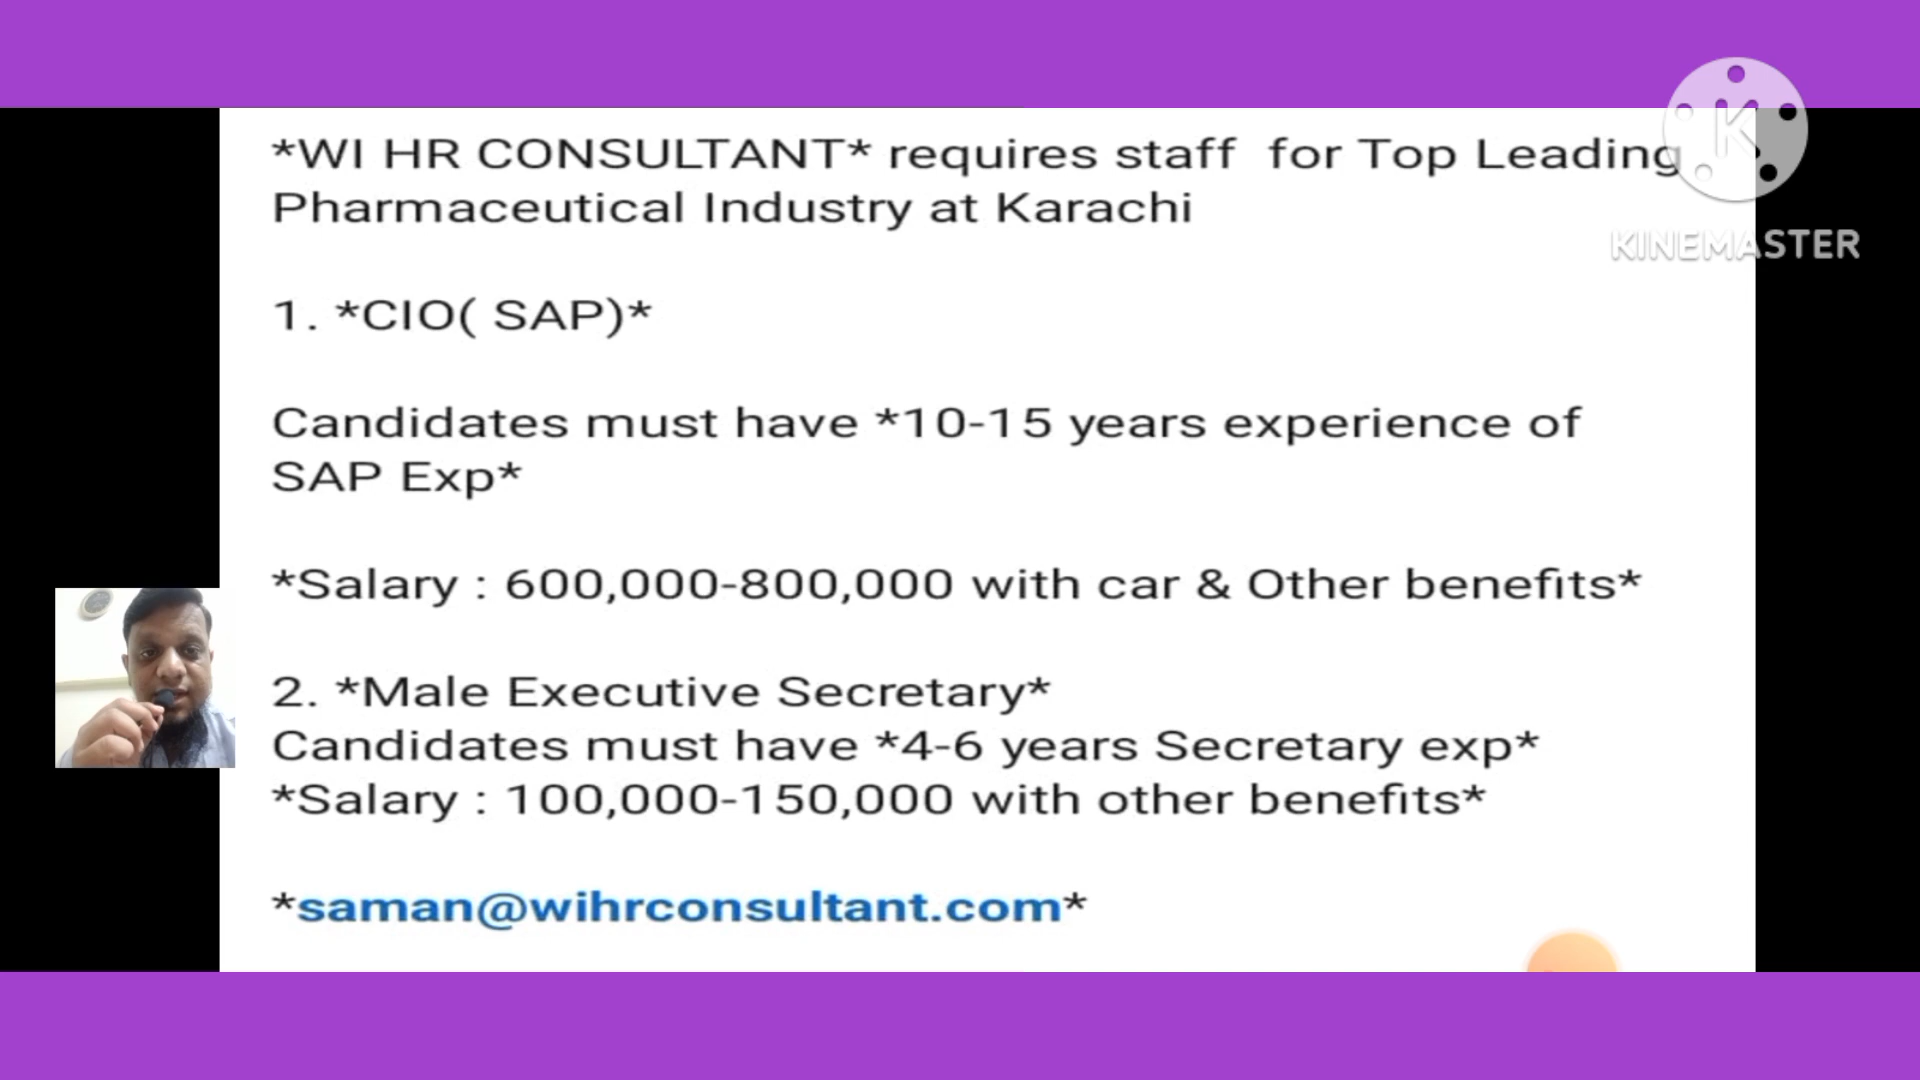 *WI HR CONSULTANT* requires staff for Top Leading
Pharmaceutical Industry at Karachi
1. *CIO( SAP)*
Candidates must have *10-15 years experience of
SAP Exp*
*Salary : 600,000-800,000 with car & Other benefits*
2. *Male Executive Secretary*
Candidates must have *4-6 years Secretary exp*
*Salary : 100,000-150,000 with other benefits*
*saman@wihrconsultant.com*
K
KINEMASTER